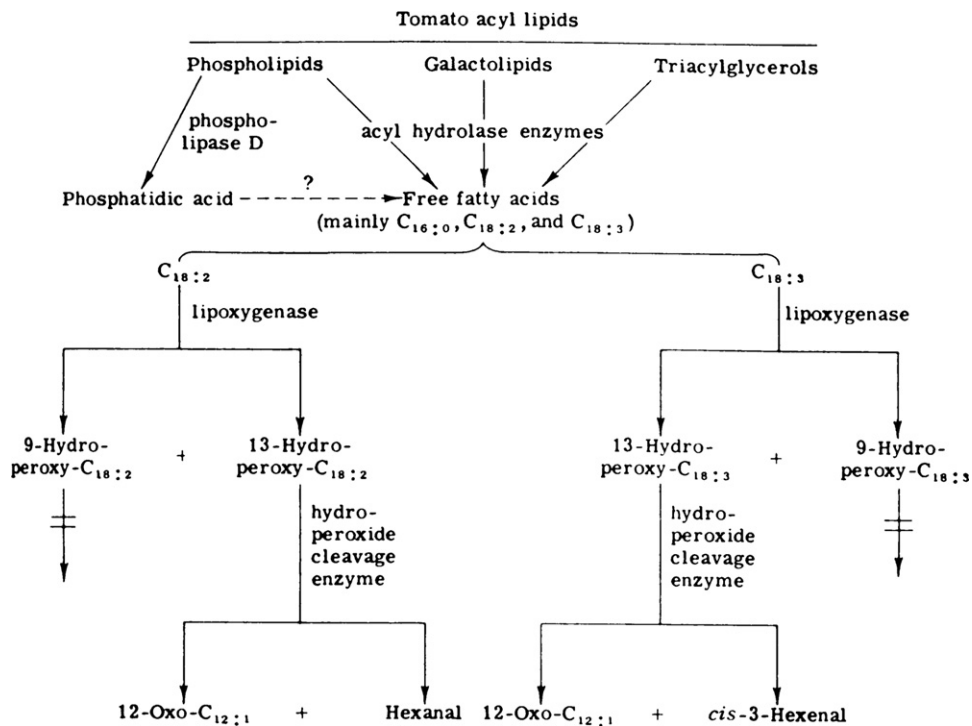 Tomato acyl lipids
Phospholipids Galactolipids Triacylglycerols
phospho-
lipase D
acyl hydrolase enzymes
Phosphatidic acid ? Free fatty acids
(mainly C₁₆:₀, C₁₈:₂, and C₁₈:₃)
C₁₈:₂ C₁₈:₃
lipoxygenase lipoxygenase
9-Hydro-
peroxy-C₁₈:₂
+
13-Hydro-
peroxy-C₁₈:₂
13-Hydro-
peroxy-C₁₈:₃
+
9-Hydro-
peroxy-C₁₈:₃
hydro-
peroxide
cleavage
enzyme
hydro-
peroxide
cleavage
enzyme
12-Oxo-C₁₂:₁ + Hexanal 12-Oxo-C₁₂:₁ + cis-3-Hexenal